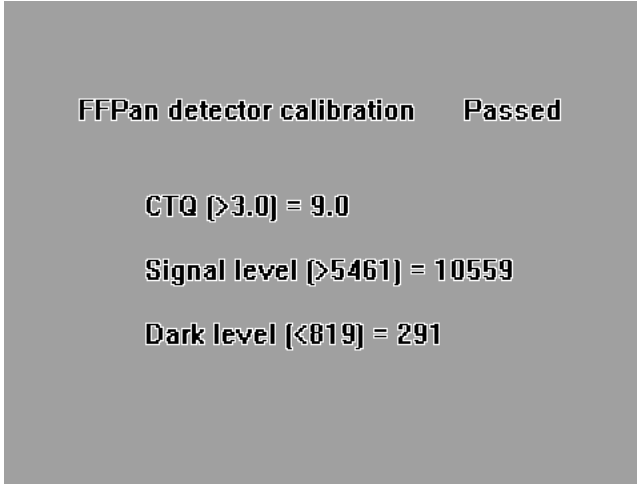 FFPan detector calibration Passed
CTQ (>3.0) = 9.0
Signal level (>5461) = 10559
Dark level (<819) = 291